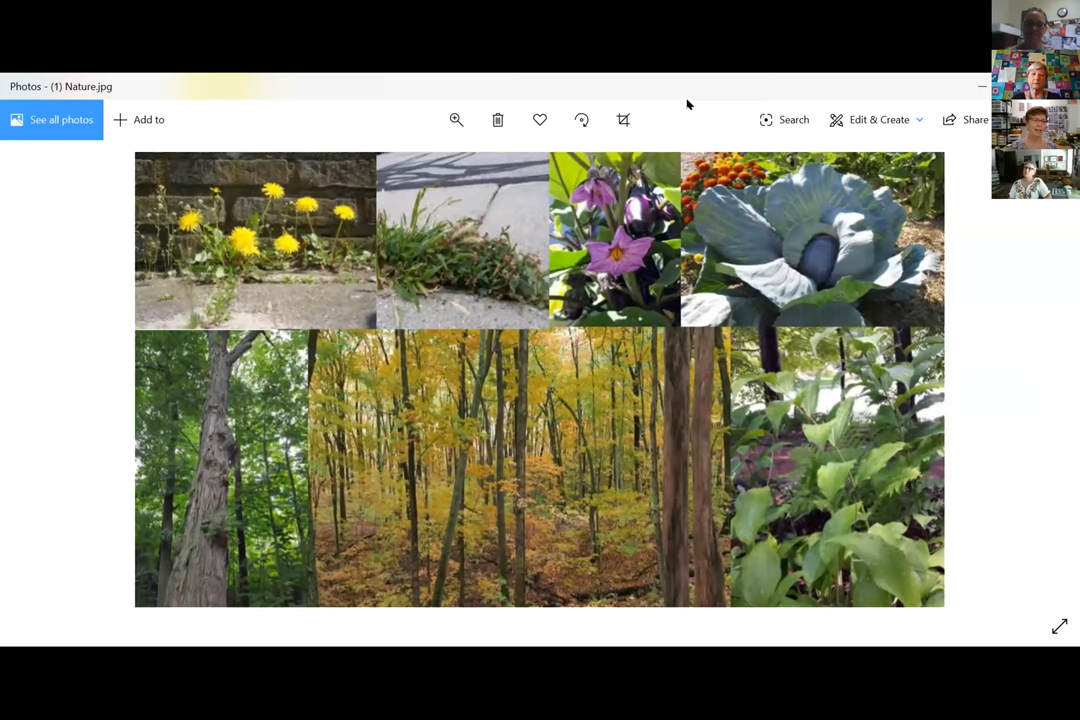 Photos - (1) Nature.jpg
See all photos
Add to
Search
Edit & Create
Share